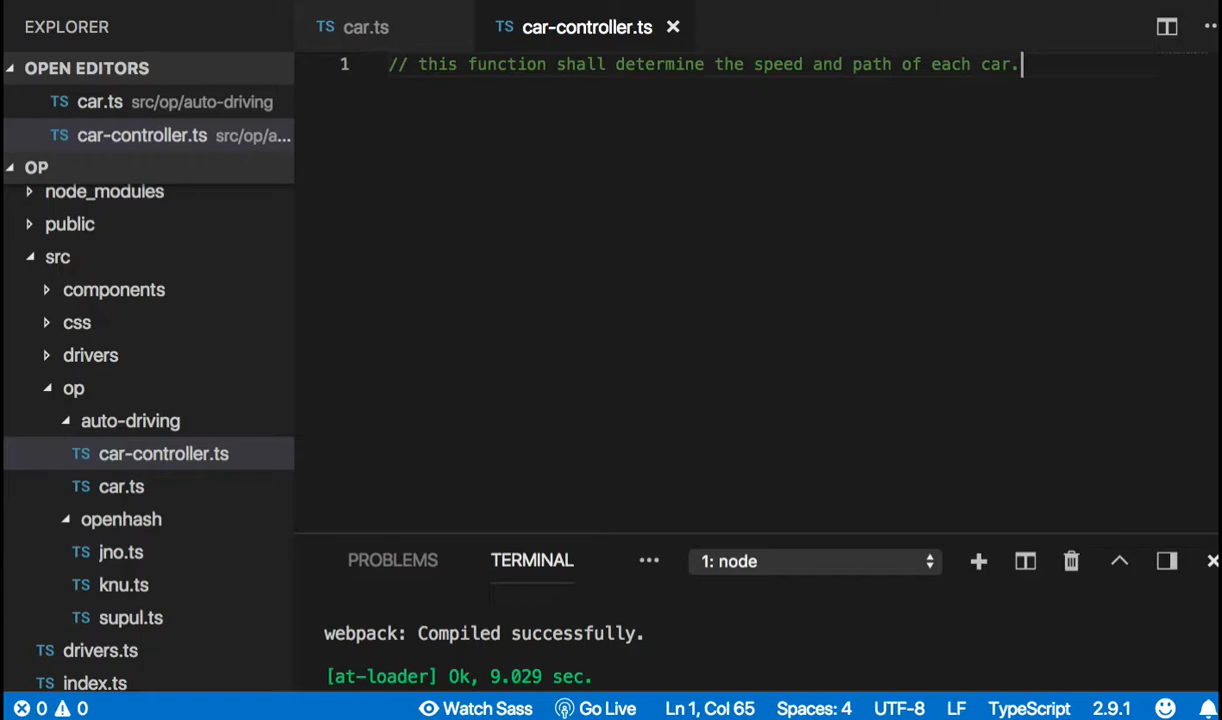 EXPLORER
TS car.ts
TS car-controller.ts
OPEN EDITORS
TS car.ts src/op/auto-driving
TS car-controller.ts src/op/a...
OP
node_modules
public
src
components
css
drivers
op
auto-driving
TS car-controller.ts
TS car.ts
openhash
TS jno.ts
TS knu.ts
TS supul.ts
TS drivers.ts
TS index.ts
1 // this function shall determine the speed and path of each car.
PROBLEMS TERMINAL ... 1: node
webpack: Compiled successfully.
[at-loader] Ok, 9.029 sec.
0 0 Watch Sass Go Live Ln 1, Col 65 Spaces: 4 UTF-8 LF TypeScript 2.9.1